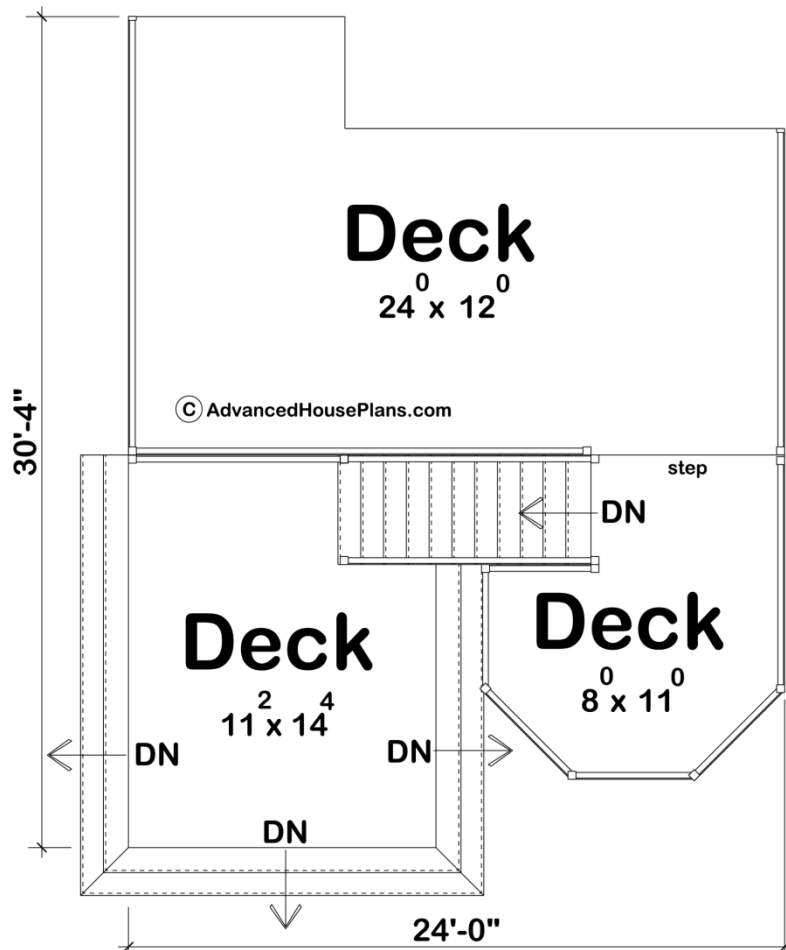 Deck
24⁰ x 12⁰
30'-4"
© AdvancedHousePlans.com
step
DN
Deck
8⁰ x 11⁰
Deck
11² x 14⁴
DN
DN
DN
24'-0"